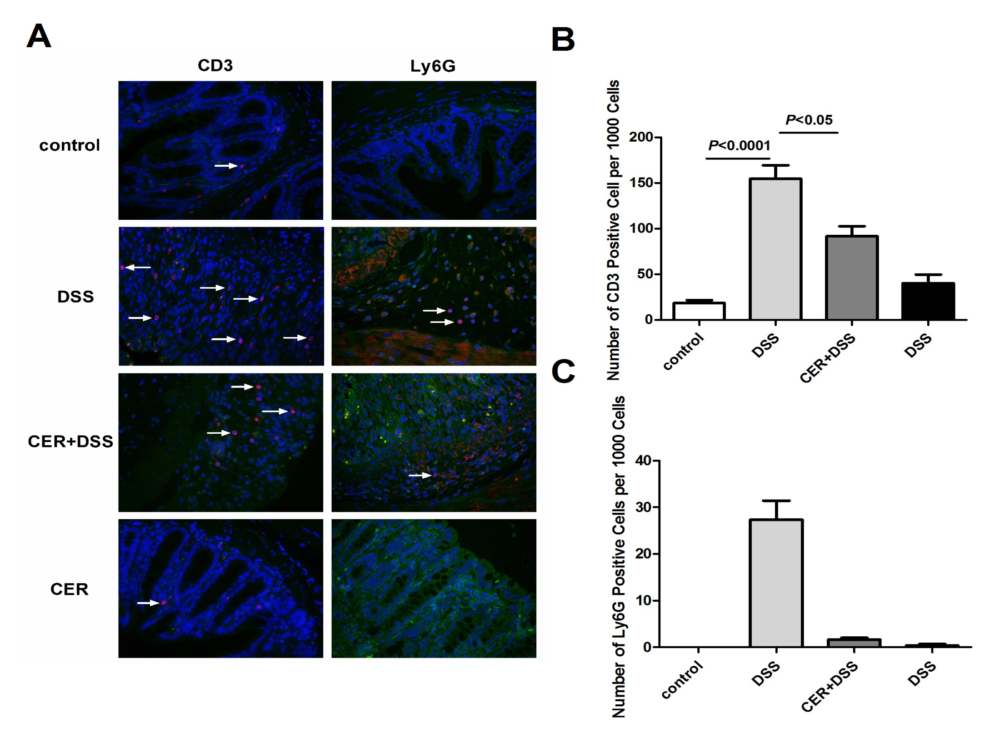 A
CD3
Ly6G
control
DSS
CER+DSS
CER
B
Number of CD3 Positive Cell per 1000 Cells
200
150
100
50
0
P<0.0001
P<0.05
control
DSS
CER+DSS
DSS
C
Number of Ly6G Positive Cells per 1000 Cells
40
30
20
10
0
control
DSS
CER+DSS
DSS